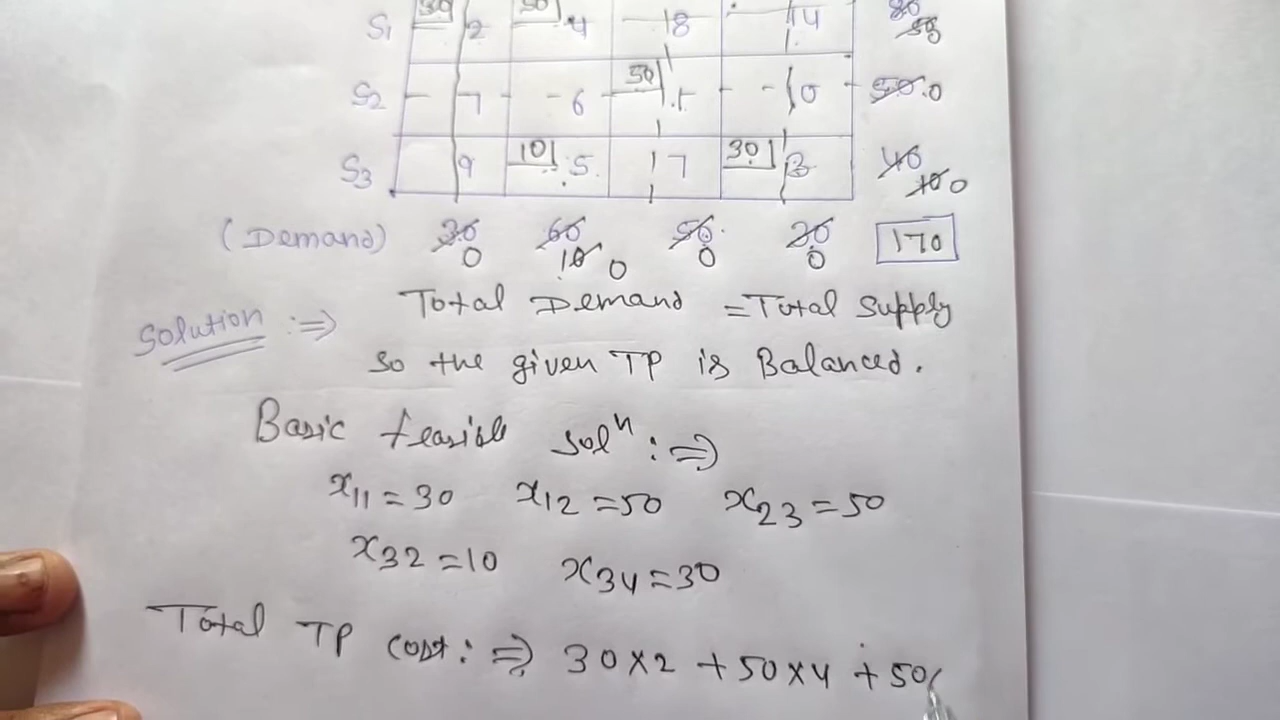 S1 30 2 50 4 18 14 80 50
S2 7 6 50 1 10 50 0
S3 9 10 5 7 30 3 40 10 0
(Demand) 30 60 50 30 170
0 10 0 0 0
Solution :⇒ Total Demand = Total Supply
So the given TP is Balanced.
Basic feasible solⁿ :⇒
x11 = 30 x12 = 50 x23 = 50
x32 = 10 x34 = 30
Total TP cost : ⇒ 30×2 + 50×4 + 50